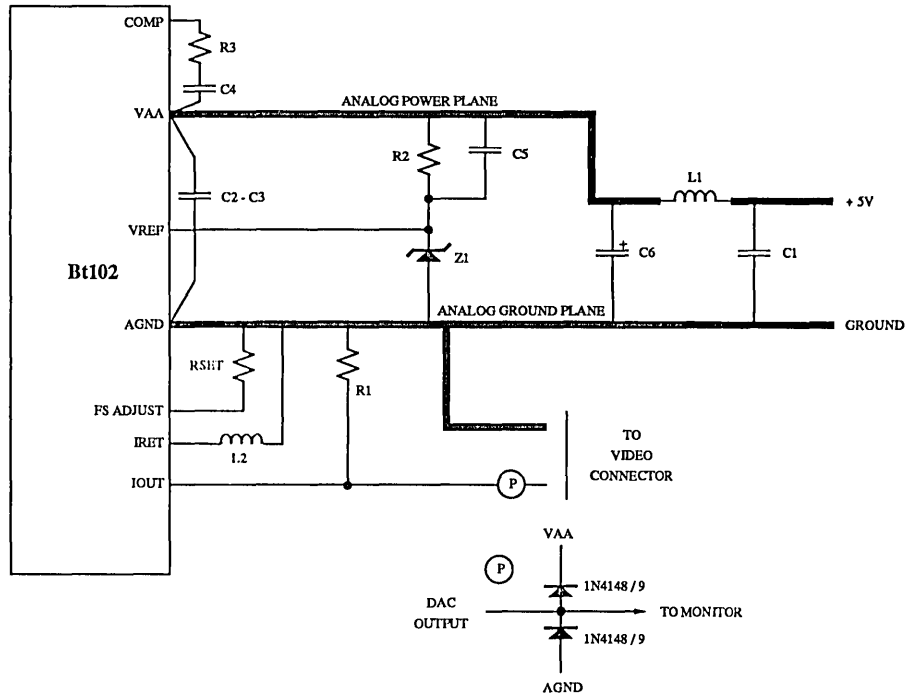 COMP
R3
C4
ANALOG POWER PLANE
VAA
R2
C5
L1
C2 - C3
+ 5V
VREF
Z1
C6
+
C1
Bt102
ANALOG GROUND PLANE
AGND
GROUND
RSET
R1
FS ADJUST
IRET
L2
TO
VIDEO
CONNECTOR
IOUT
P
VAA
P
1N4148 / 9
DAC
OUTPUT
TO MONITOR
1N4148 / 9
AGND